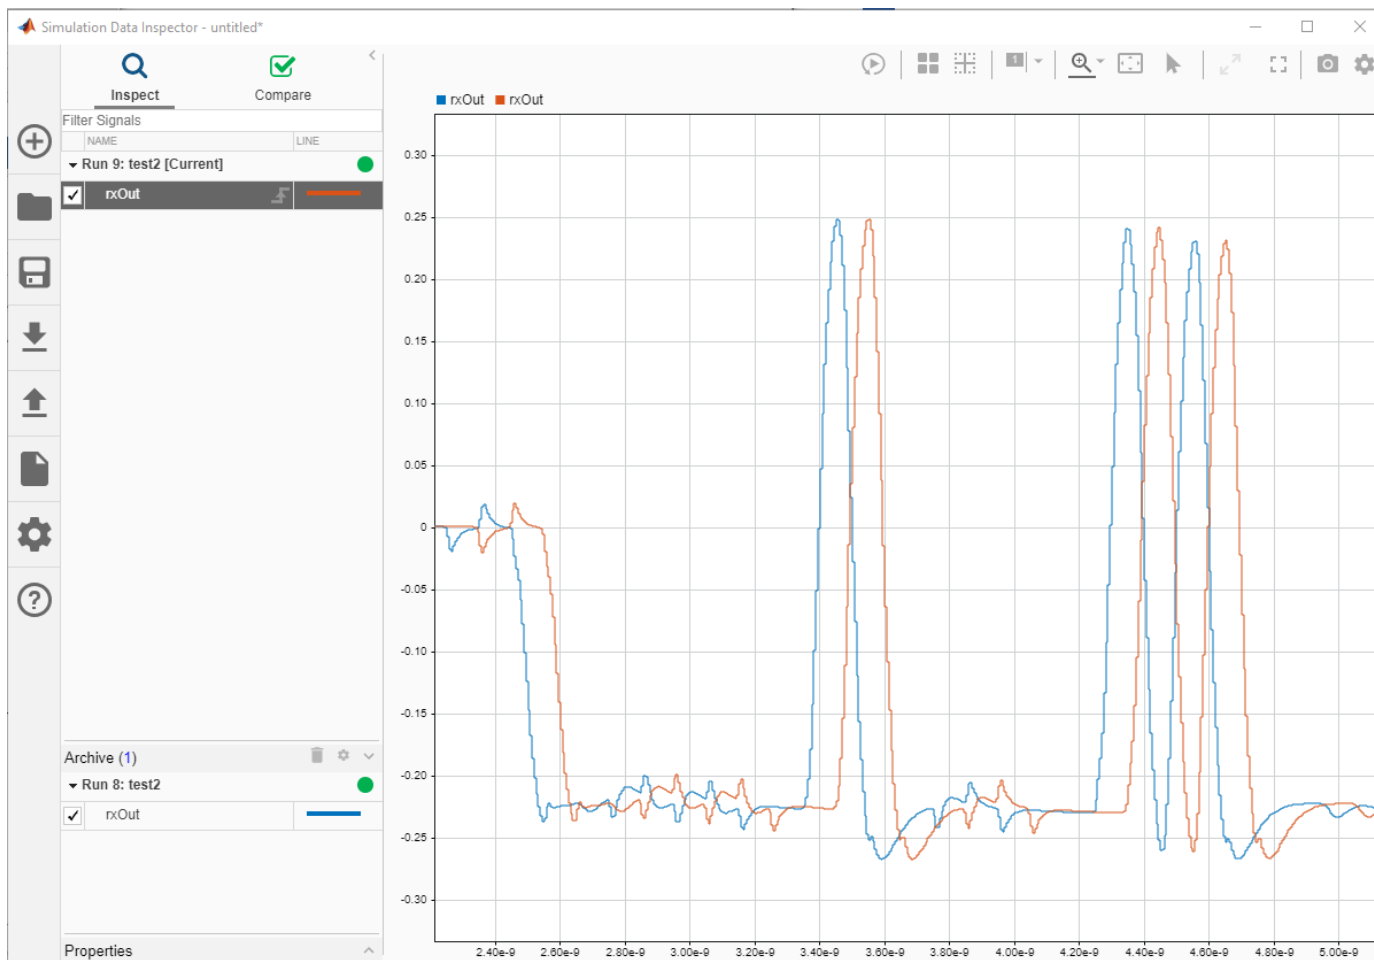 Simulation Data Inspector - untitled*
Inspect
Compare
Filter Signals
NAME
LINE
Run 9: test2 [Current]
rxOut
Archive (1)
Run 8: test2
rxOut
Properties
1
rxOut rxOut
0.30
0.25
0.20
0.15
0.10
0.05
0
-0.05
-0.10
-0.15
-0.20
-0.25
-0.30
2.40e-9 2.60e-9 2.80e-9 3.00e-9 3.20e-9 3.40e-9 3.60e-9 3.80e-9 4.00e-9 4.20e-9 4.40e-9 4.60e-9 4.80e-9 5.00e-9